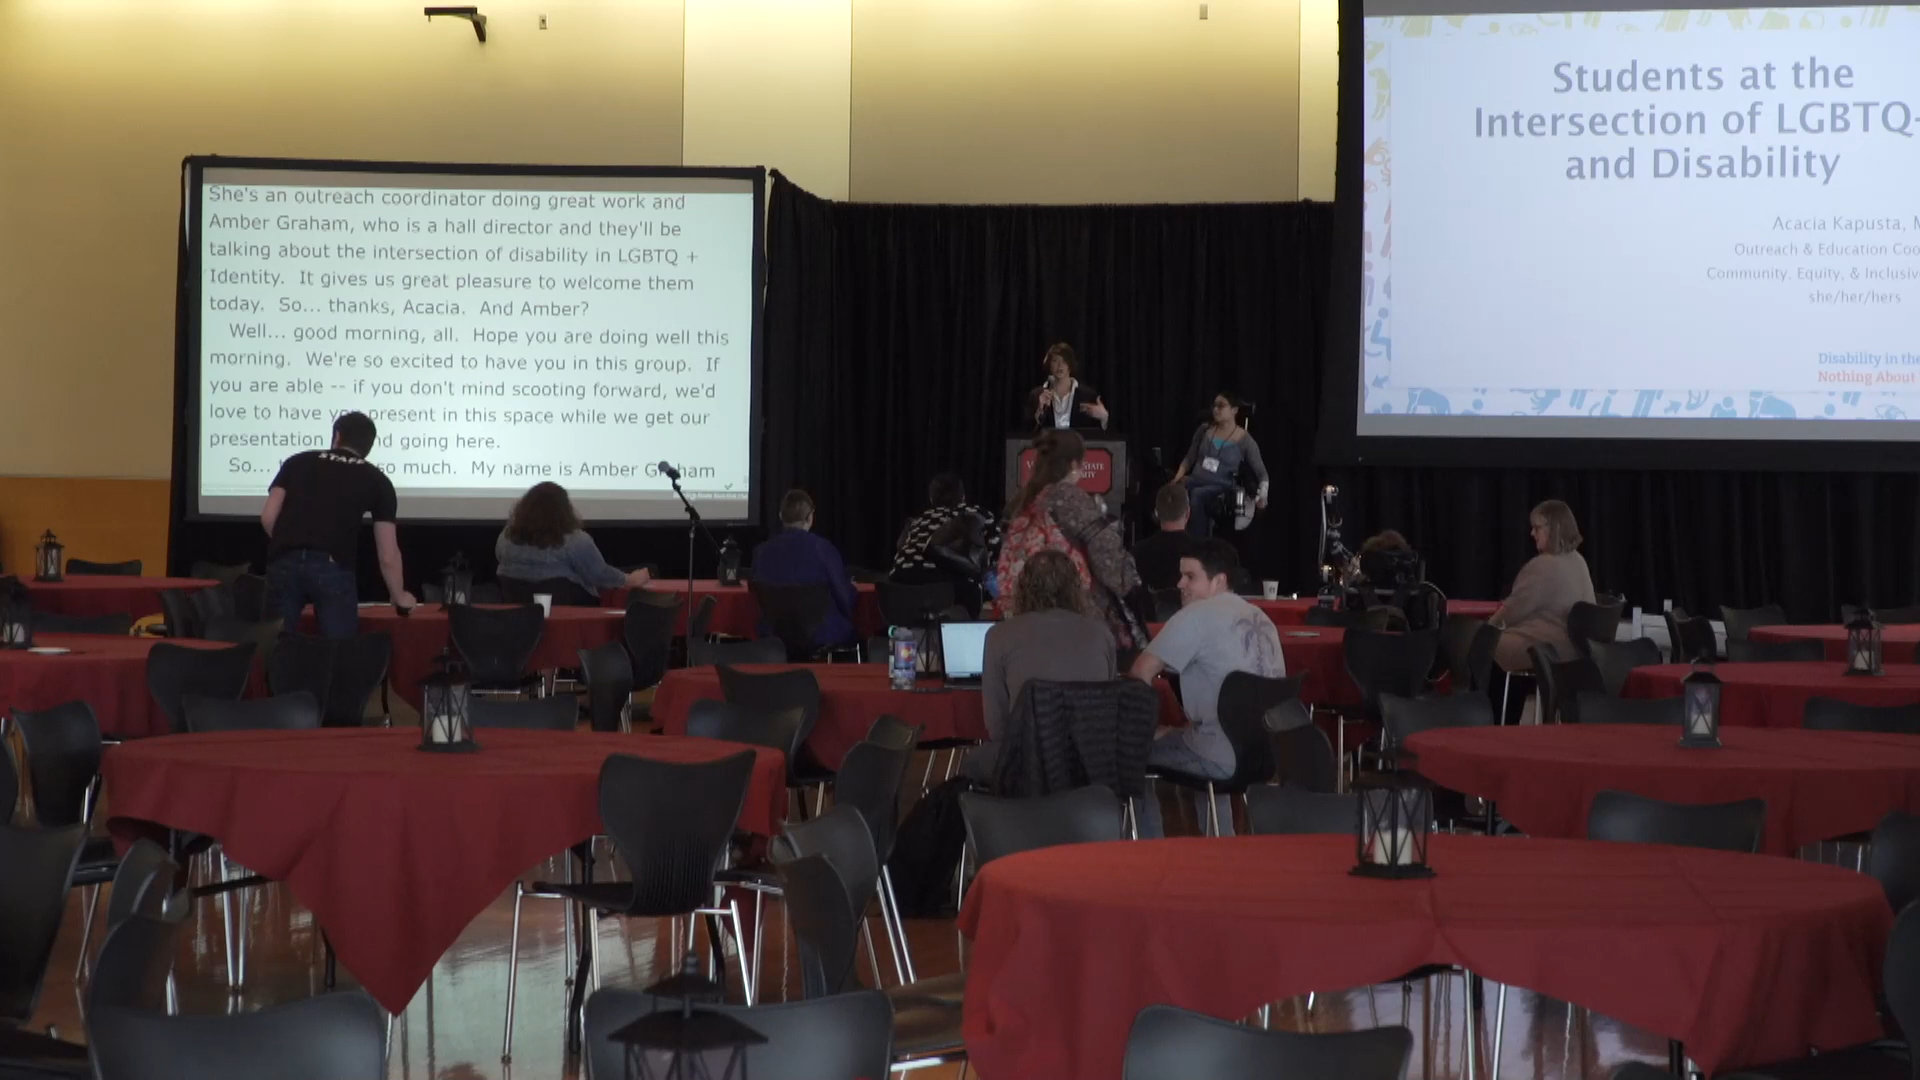 She's an outreach coordinator doing great work and
Amber Graham, who is a hall director and they'll be
talking about the intersection of disability in LGBTQ +
Identity. It gives us great pleasure to welcome them
today. So... thanks, Acacia. And Amber?
Well... good morning, all. Hope you are doing well this
morning. We're so excited to have you in this group. If
you are able -- if you don't mind scooting forward, we'd
love to have you present in this space while we get our
presentation nd going here.
So... so much. My name is Amber Graham
STAFF
STATE
Students at the
Intersection of LGBTQ
and Disability
Acacia Kapusta, M
Outreach & Education Coo
Community, Equity, & Inclusiv
she/her/hers
Disability in the
Nothing About